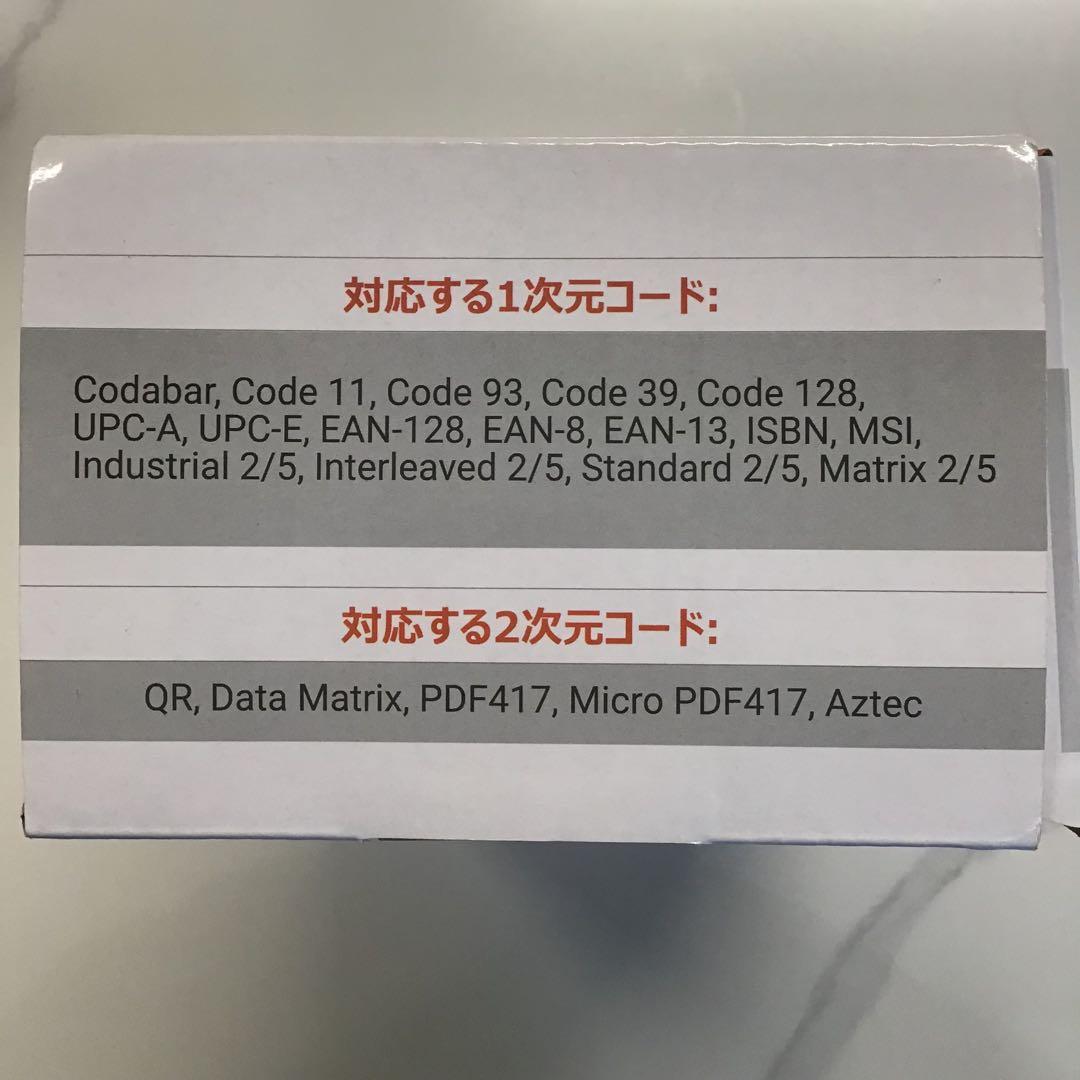 対応する1次元コード:
Codabar, Code 11, Code 93, Code 39, Code 128,
UPC-A, UPC-E, EAN-128, EAN-8, EAN-13, ISBN, MSI,
Industrial 2/5, Interleaved 2/5, Standard 2/5, Matrix 2/5
対応する2次元コード:
QR, Data Matrix, PDF417, Micro PDF417, Aztec